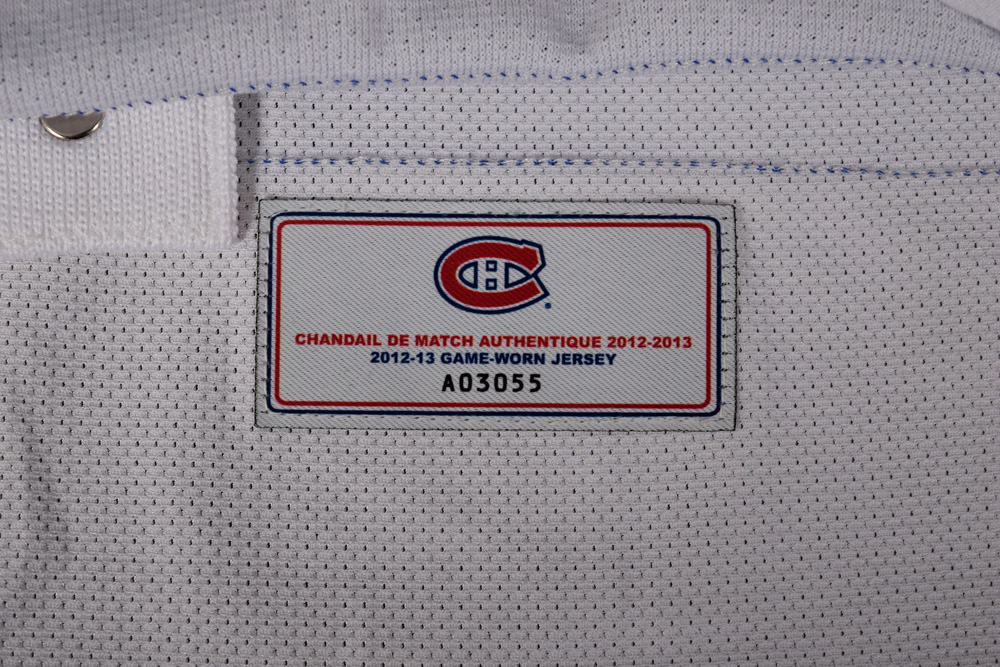 CHANDAIL DE MATCH AUTHENTIQUE 2012-2013
2012-13 GAME-WORN JERSEY
A03055